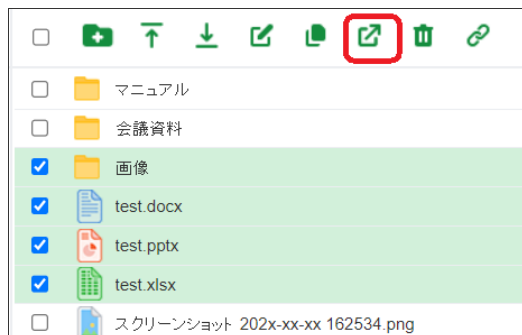 マニュアル
会議資料
画像
test.docx
test.pptx
test.xlsx
スクリーンショット 202x-xx-xx 162534.png